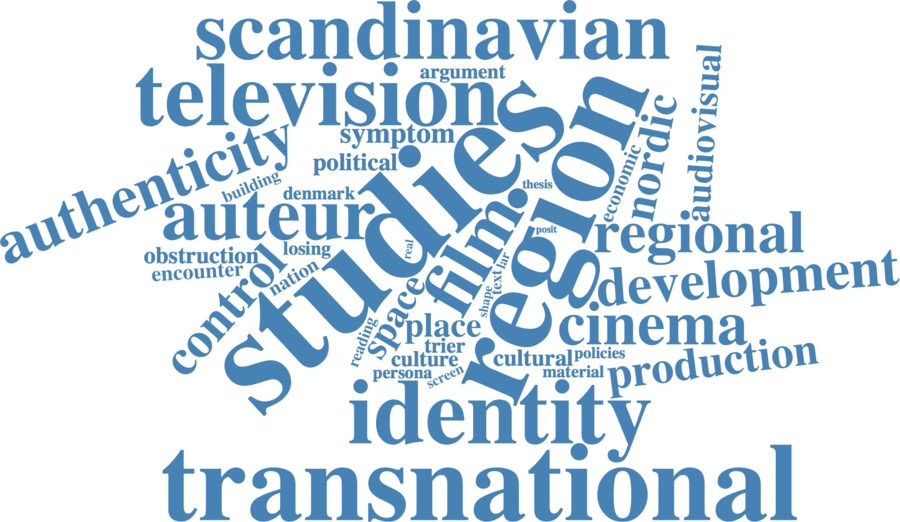 scandinavian
television
argument
audiovisual
symptom
nordic
authenticity
political
economic
building
denmark
studies
region
thesis
auteur
film
posit
regional
obstruction
losing
real
encounter
nation
control
space
lar
text
shape
development
place
cinema
reading
trier
culture
cultural
policies
persona
screen
material
production
identity
transnational